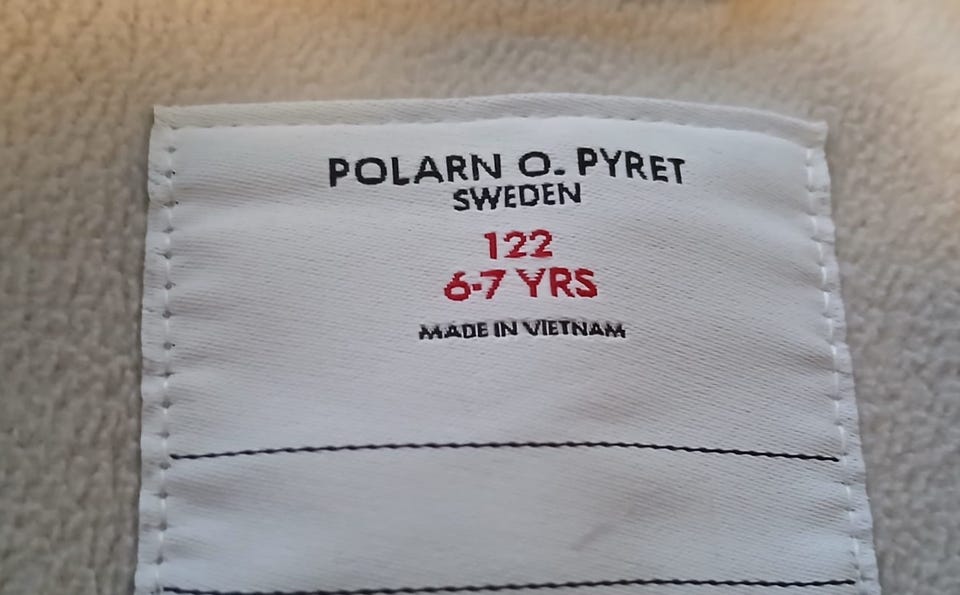 POLARN O. PYRET
SWEDEN
122
6-7 YRS
MADE IN VIETNAM